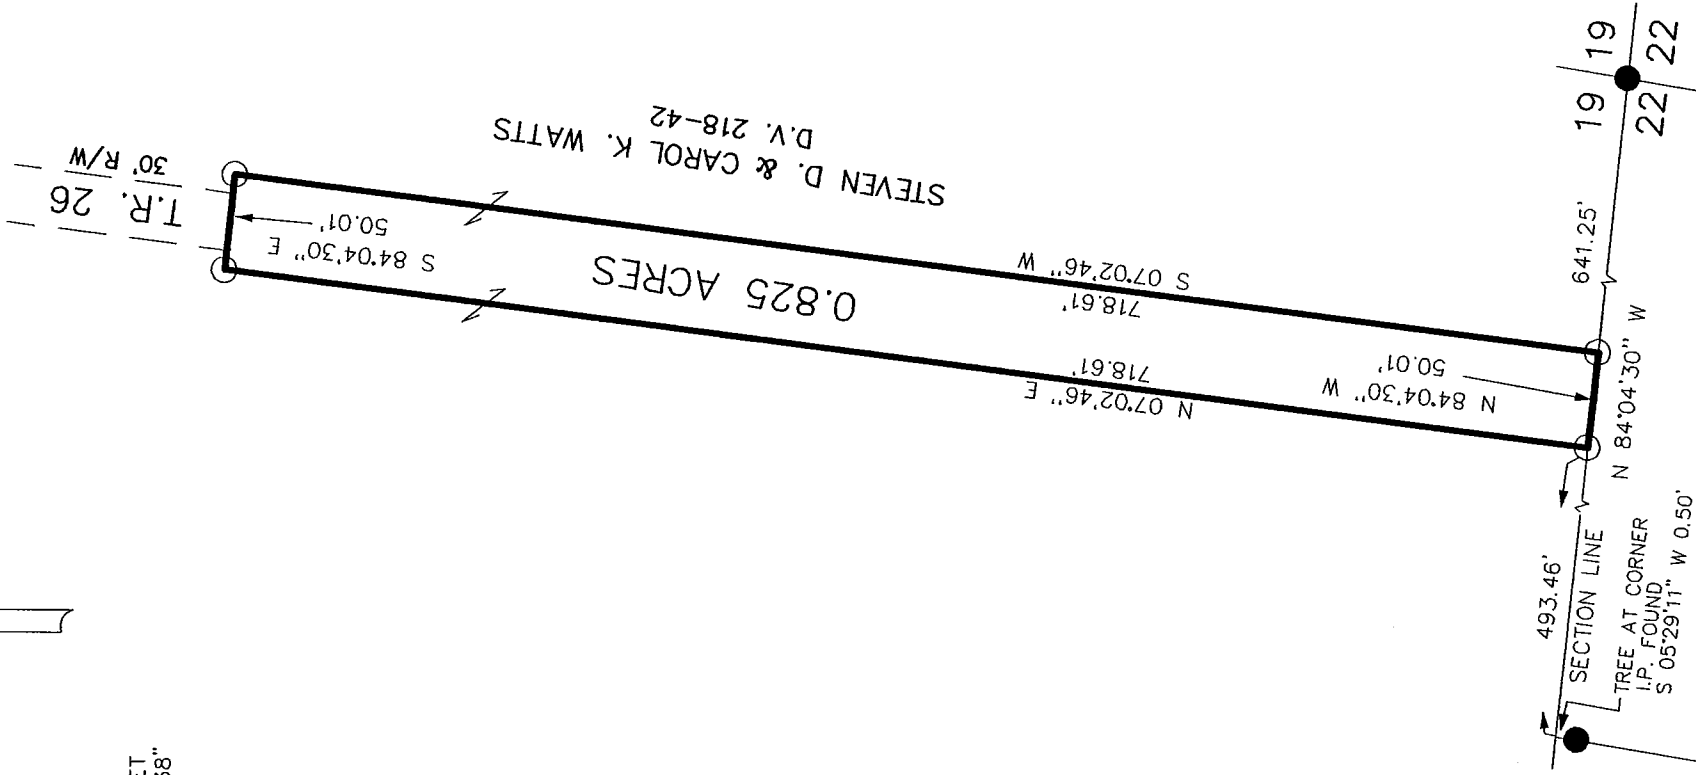 T.R. 26
30' R/W
STEVEN D. & CAROL K. WATTS
D.V. 218-42
S 84°04'30" E
50.01'
0.825 ACRES
S 07°02'46" W
718.61'
N 07°02'46" E
718.61'
N 84°04'30" W
50.01'
19
19
22
22
641.25'
N 84°04'30" W
493.46'
SECTION LINE
TREE AT CORNER
I.P. FOUND
S 05°29'11" W 0.50'